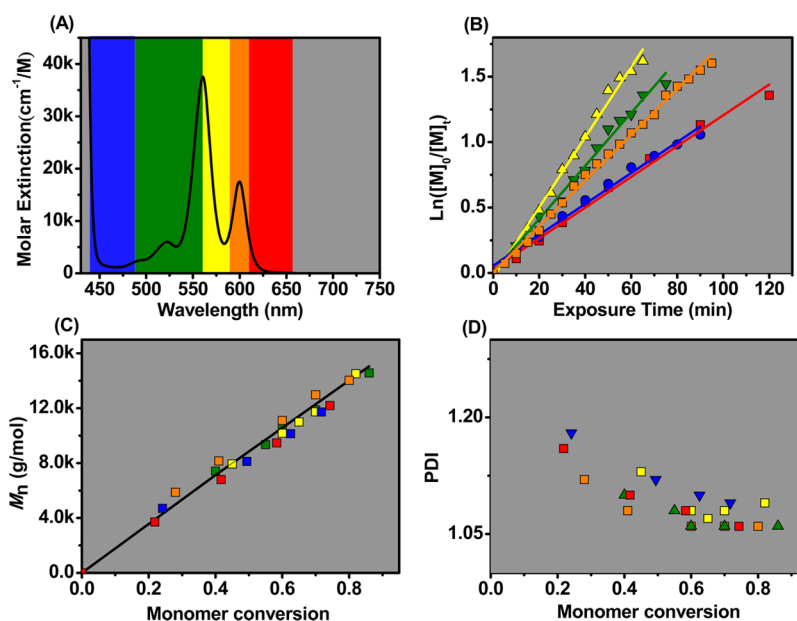 (A)
Molar Extinction(cm⁻¹/M)
40k
30k
20k
10k
0
450 500 550 600 650 700 750
Wavelength (nm)
(B)
Ln([M]₀/[M]ₜ)
1.5
1.0
0.5
0.0
0 20 40 60 80 100 120
Exposure Time (min)
(C)
Mn (g/mol)
16.0k
12.0k
8.0k
4.0k
0.0
0.0 0.2 0.4 0.6 0.8
Monomer conversion
(D)
PDI
1.20
1.05
0.0 0.2 0.4 0.6 0.8
Monomer conversion